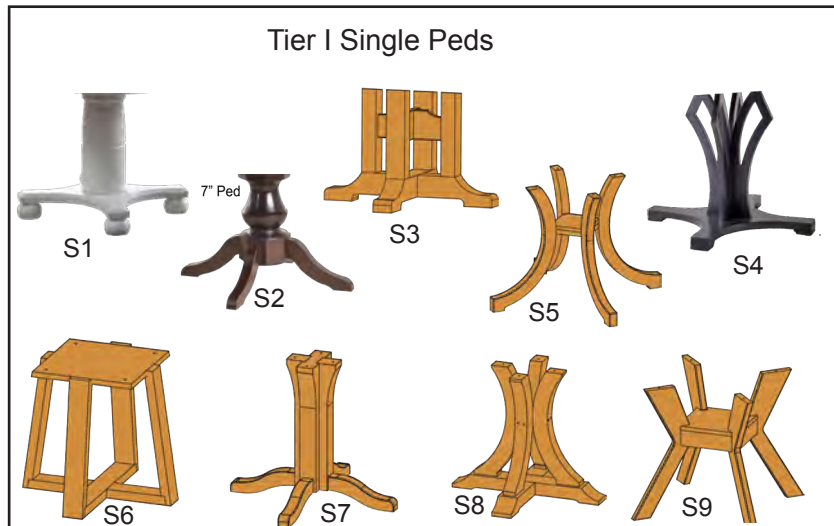 Tier I Single Peds
7” Ped
S1
S2
S3
S4
S5
S6
S7
S8
S9